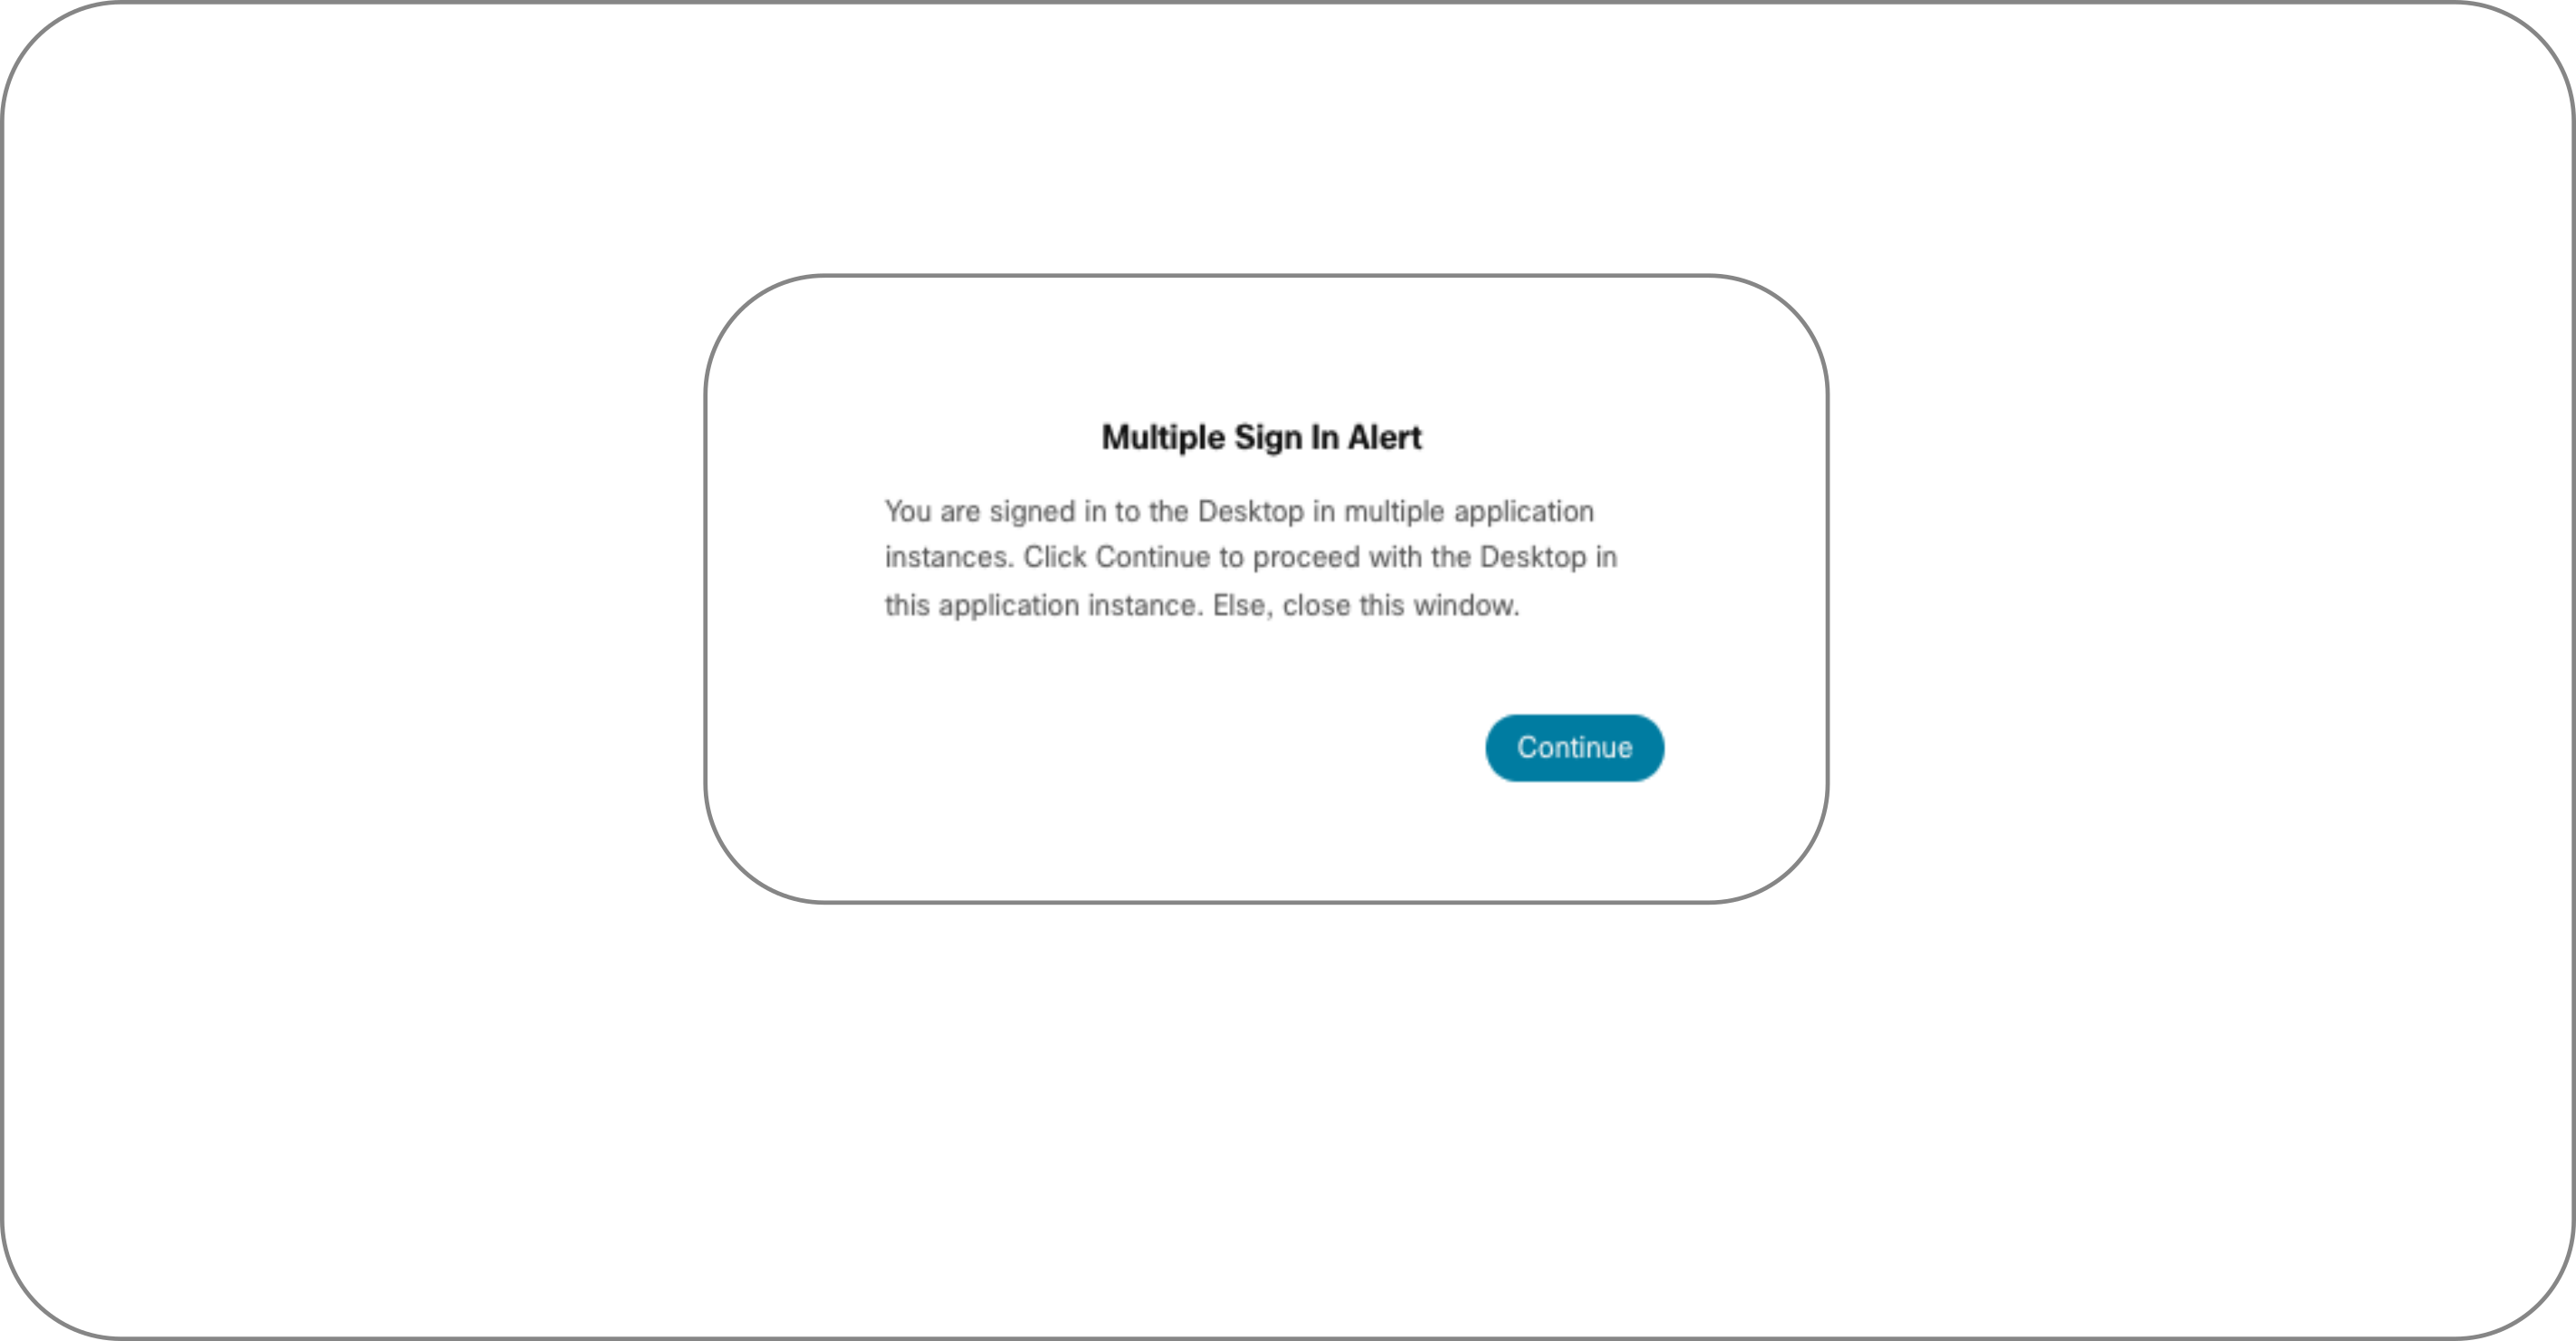 Multiple Sign In Alert
You are signed in to the Desktop in multiple application
instances. Click Continue to proceed with the Desktop in
this application instance. Else, close this window.
Continue